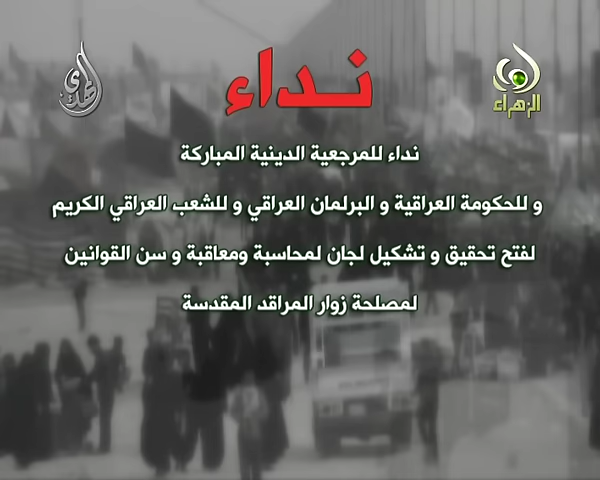 نداء
الزهراء
نداء للمرجعية الدينية المباركة
و للحكومة العراقية و البرلمان العراقي و للشعب العراقي الكريم
لفتح تحقيق و تشكيل لجان لمحاسبة ومعاقبة و سن القوانين
لمصلحة زوار المراقد المقدسة